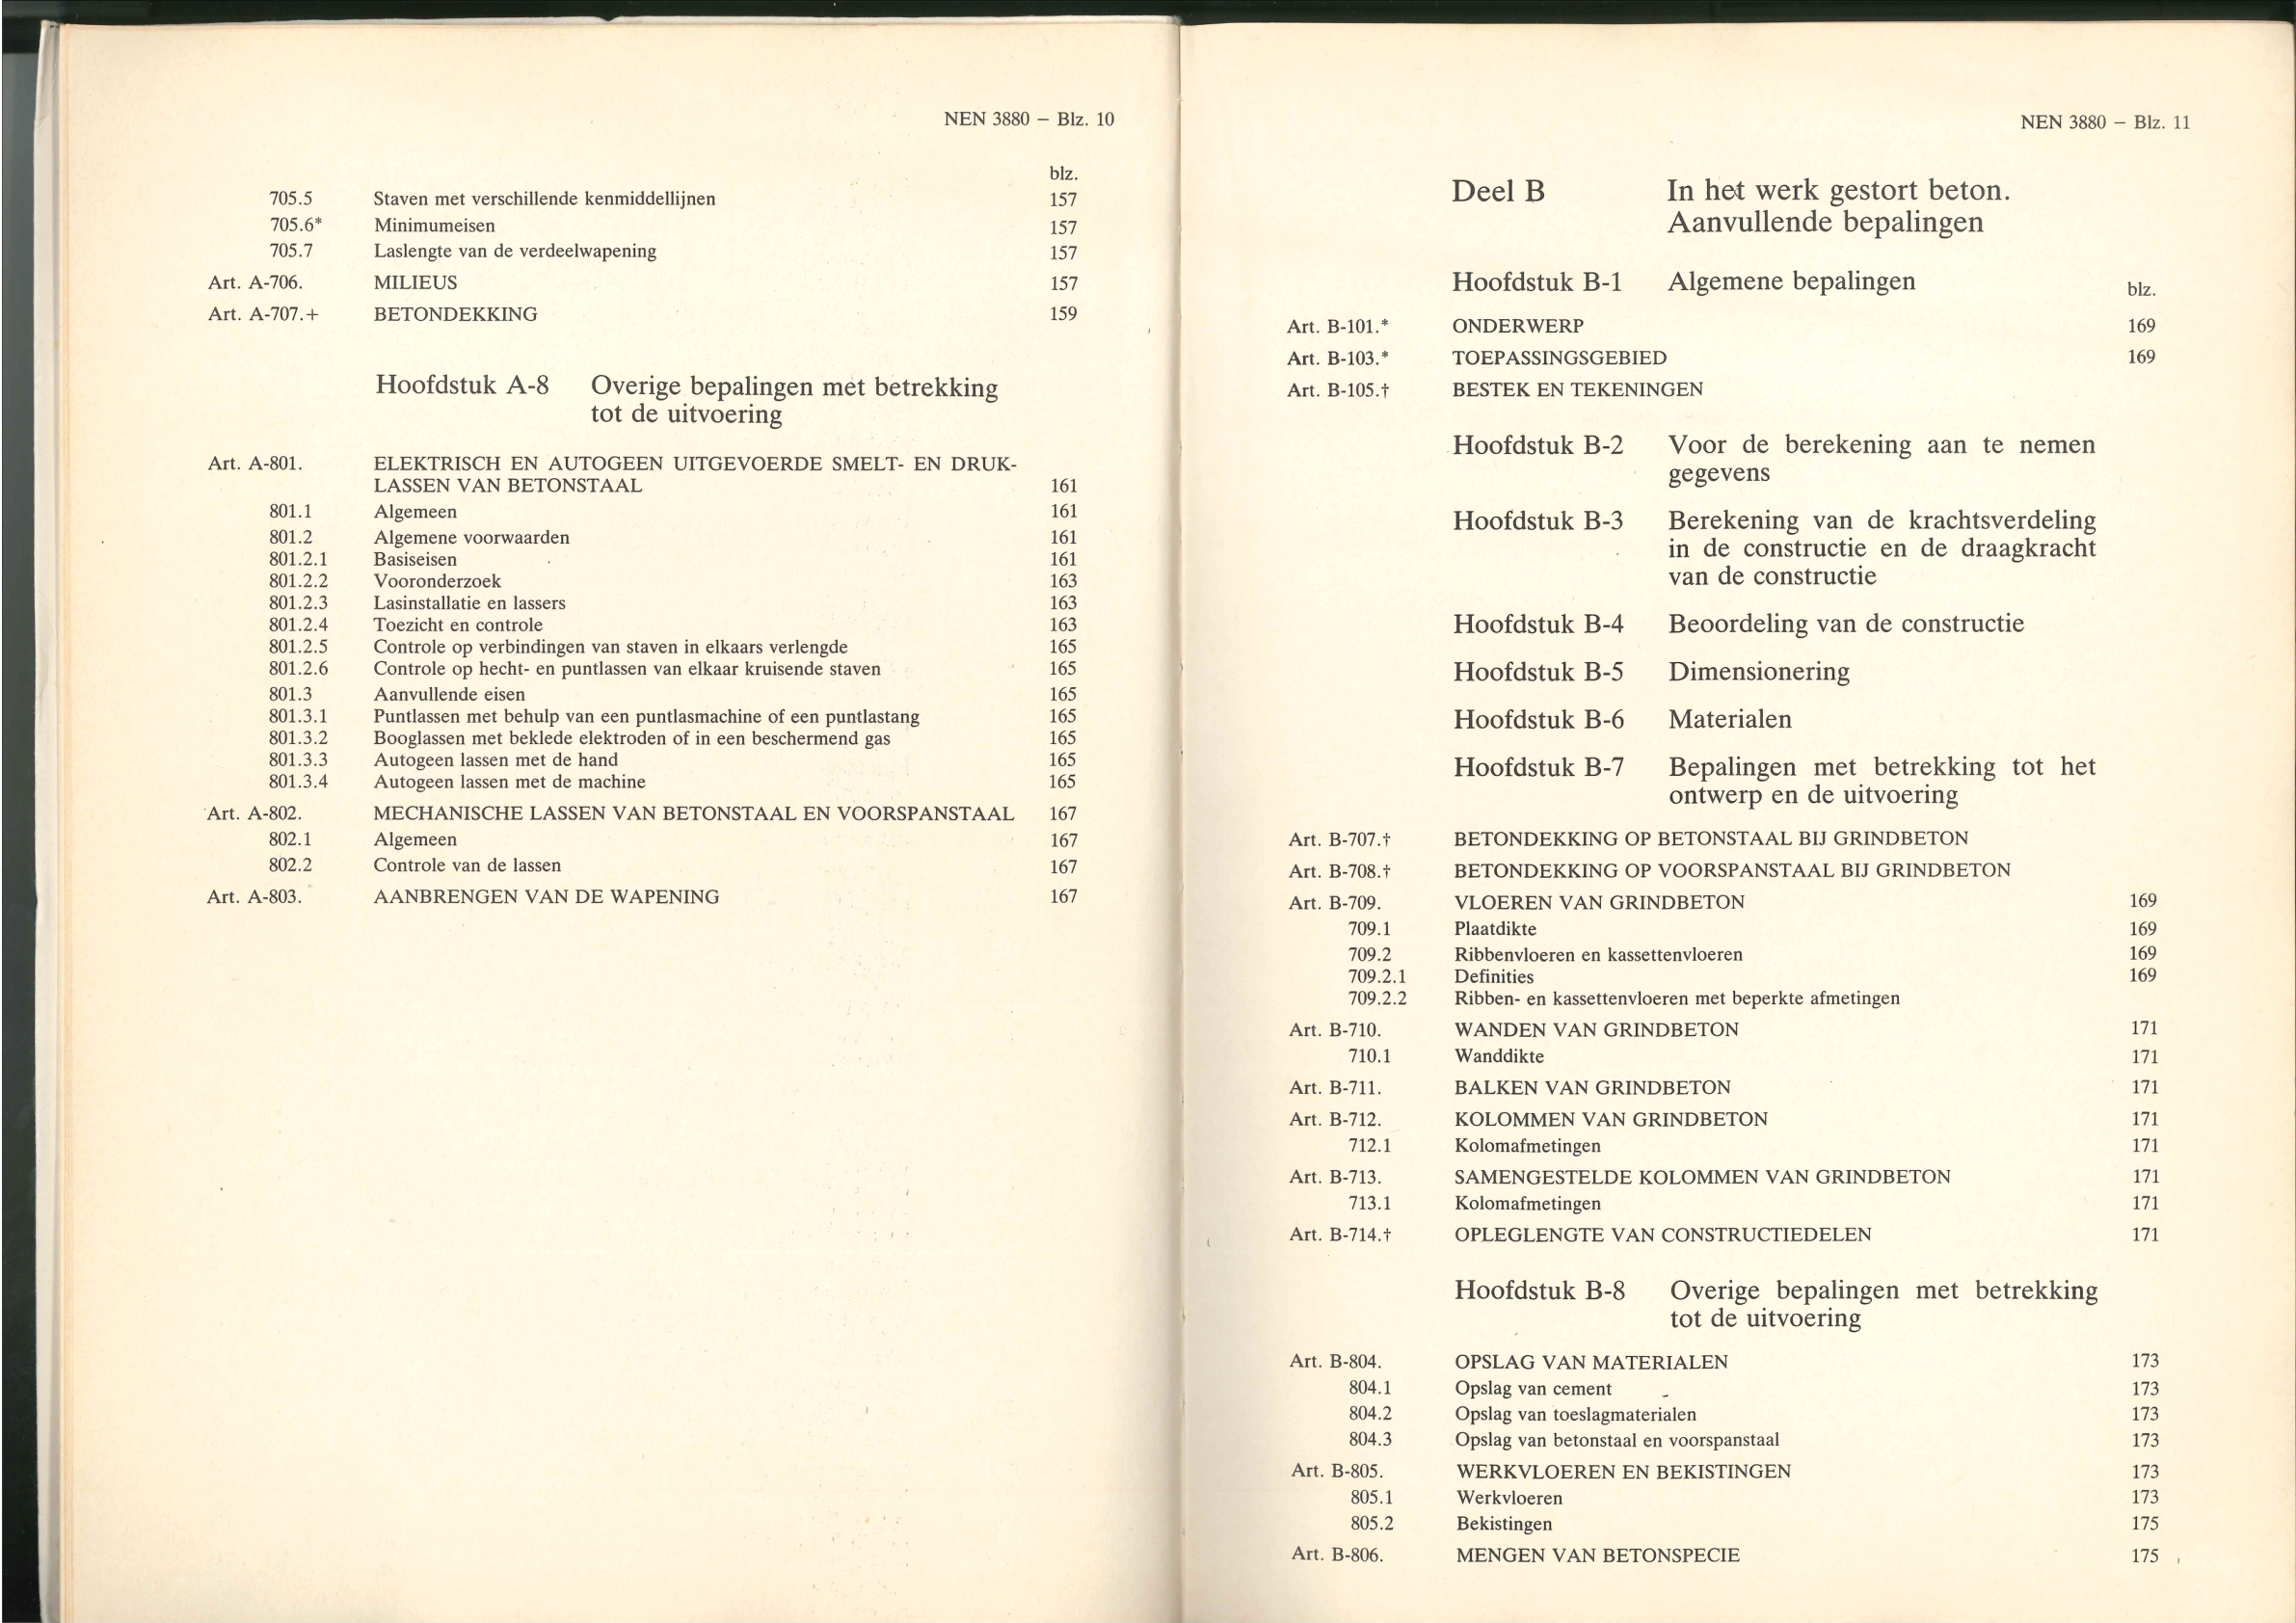 NEN 3880 — Blz. 10
blz.
705.5 Staven met verschillende kenmiddellijnen 157
705.6* Minimumeisen 157
705.7 Laslengte van de verdeelwapening 157
Art. A-706. MILIEUS 157
Art. A-707.+ BETONDEKKING 159
Hoofdstuk A-8 Overige bepalingen met betrekking
tot de uitvoering
Art. A-801. ELEKTRISCH EN AUTOGEEN UITGEVOERDE SMELT- EN DRUK-
LASSEN VAN BETONSTAAL 161
801.1 Algemeen 161
801.2 Algemene voorwaarden 161
801.2.1 Basiseisen 161
801.2.2 Vooronderzoek 163
801.2.3 Lasinstallatie en lassers 163
801.2.4 Toezicht en controle 163
801.2.5 Controle op verbindingen van staven in elkaars verlengde 165
801.2.6 Controle op hecht- en puntlassen van elkaar kruisende staven 165
801.3 Aanvullende eisen 165
801.3.1 Puntlassen met behulp van een puntlasmachine of een puntlastang 165
801.3.2 Booglassen met beklede elektroden of in een beschermend gas 165
801.3.3 Autogeen lassen met de hand 165
801.3.4 Autogeen lassen met de machine 165
Art. A-802. MECHANISCHE LASSEN VAN BETONSTAAL EN VOORSPANSTAAL 167
802.1 Algemeen 167
802.2 Controle van de lassen 167
Art. A-803. AANBRENGEN VAN DE WAPENING 167
NEN 3880 — Blz. 11
Deel B In het werk gestort beton.
Aanvullende bepalingen
Hoofdstuk B-1 Algemene bepalingen blz.
Art. B-101.* ONDERWERP 169
Art. B-103.* TOEPASSINGSGEBIED 169
Art. B-105.† BESTEK EN TEKENINGEN
Hoofdstuk B-2 Voor de berekening aan te nemen
gegevens
Hoofdstuk B-3 Berekening van de krachtsverdeling
in de constructie en de draagkracht
van de constructie
Hoofdstuk B-4 Beoordeling van de constructie
Hoofdstuk B-5 Dimensionering
Hoofdstuk B-6 Materialen
Hoofdstuk B-7 Bepalingen met betrekking tot het
ontwerp en de uitvoering
Art. B-707.† BETONDEKKING OP BETONSTAAL BIJ GRINDBETON
Art. B-708.† BETONDEKKING OP VOORSPANSTAAL BIJ GRINDBETON
Art. B-709. VLOEREN VAN GRINDBETON 169
709.1 Plaatdikte 169
709.2 Ribbenvloeren en kassettenvloeren 169
709.2.1 Definities 169
709.2.2 Ribben- en kassettenvloeren met beperkte afmetingen
Art. B-710. WANDEN VAN GRINDBETON 171
710.1 Wanddikte 171
Art. B-711. BALKEN VAN GRINDBETON 171
Art. B-712. KOLOMMEN VAN GRINDBETON 171
712.1 Kolomafmetingen 171
Art. B-713. SAMENGESTELDE KOLOMMEN VAN GRINDBETON 171
713.1 Kolomafmetingen 171
Art. B-714.† OPLEGLENGTE VAN CONSTRUCTIEDELEN 171
Hoofdstuk B-8 Overige bepalingen met betrekking
tot de uitvoering
Art. B-804. OPSLAG VAN MATERIALEN 173
804.1 Opslag van cement 173
804.2 Opslag van toeslagmaterialen 173
804.3 Opslag van betonstaal en voorspanstaal 173
Art. B-805. WERKVLOEREN EN BEKISTINGEN 173
805.1 Werkvloeren 173
805.2 Bekistingen 175
Art. B-806. MENGEN VAN BETONSPECIE 175